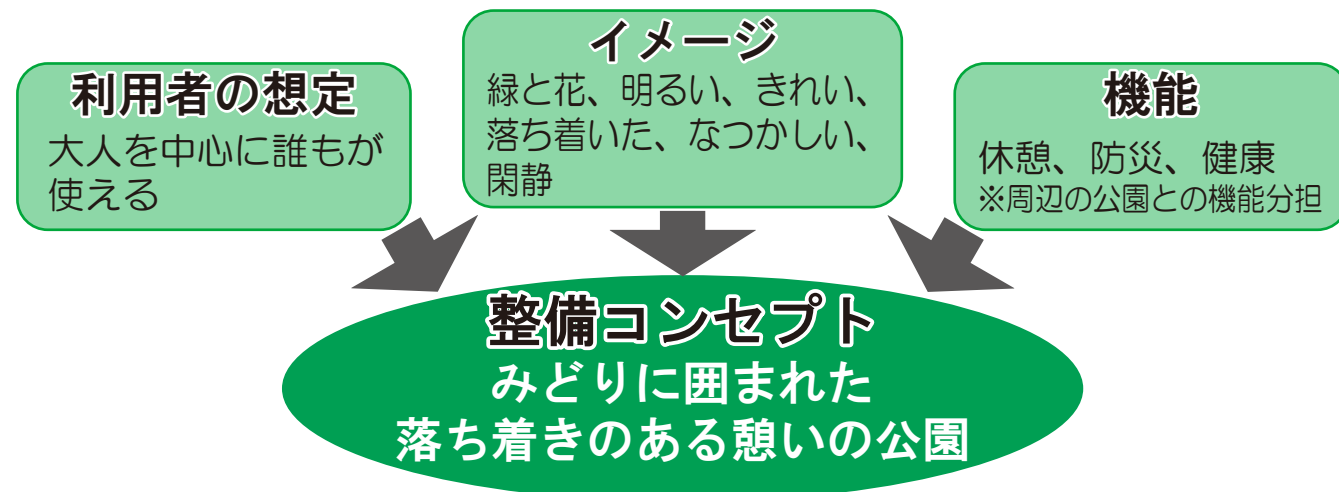 利用者の想定
大人を中心に誰もが
使える
イメージ
緑と花、明るい、きれい、
落ち着いた、なつかしい、
閑静
機能
休憩、防災、健康
※周辺の公園との機能分担
整備コンセプト
みどりに囲まれた
落ち着きのある憩いの公園